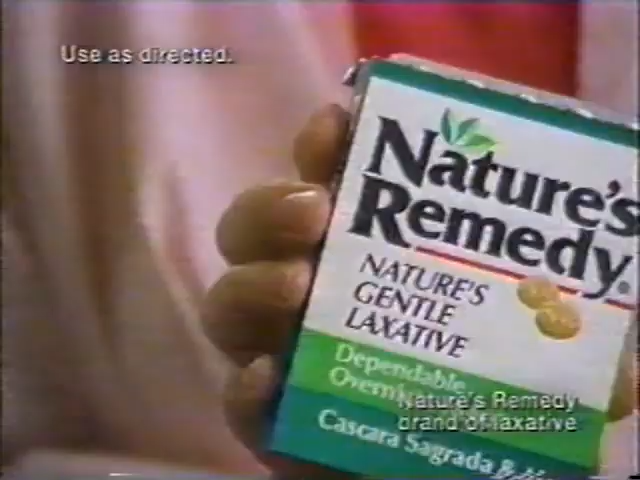 Use as directed.
Nature's
Remedy®
NATURE'S
GENTLE
LAXATIVE
Dependable
Nature's Remedy
brand of laxative
Cascara Sagrada &